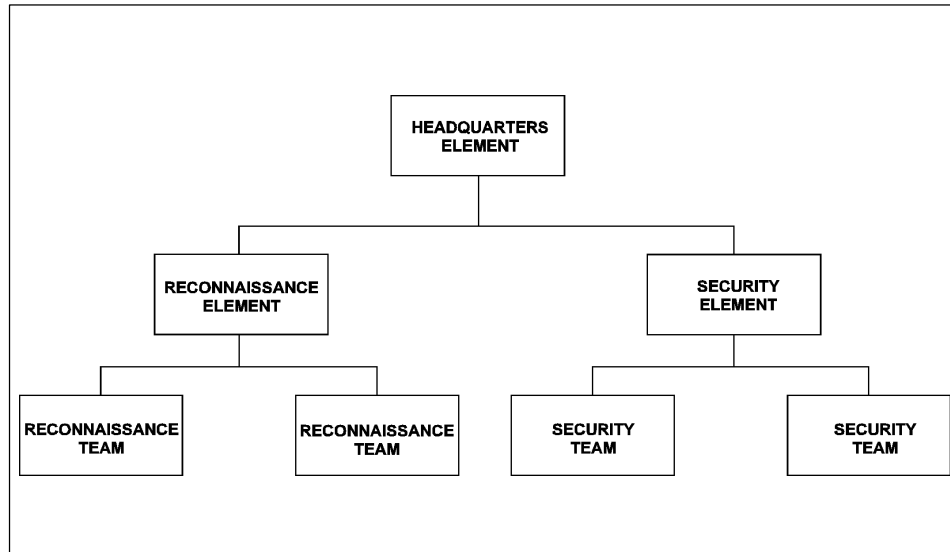 HEADQUARTERS
ELEMENT
RECONNAISSANCE
ELEMENT
SECURITY
ELEMENT
RECONNAISSANCE
TEAM
RECONNAISSANCE
TEAM
SECURITY
TEAM
SECURITY
TEAM